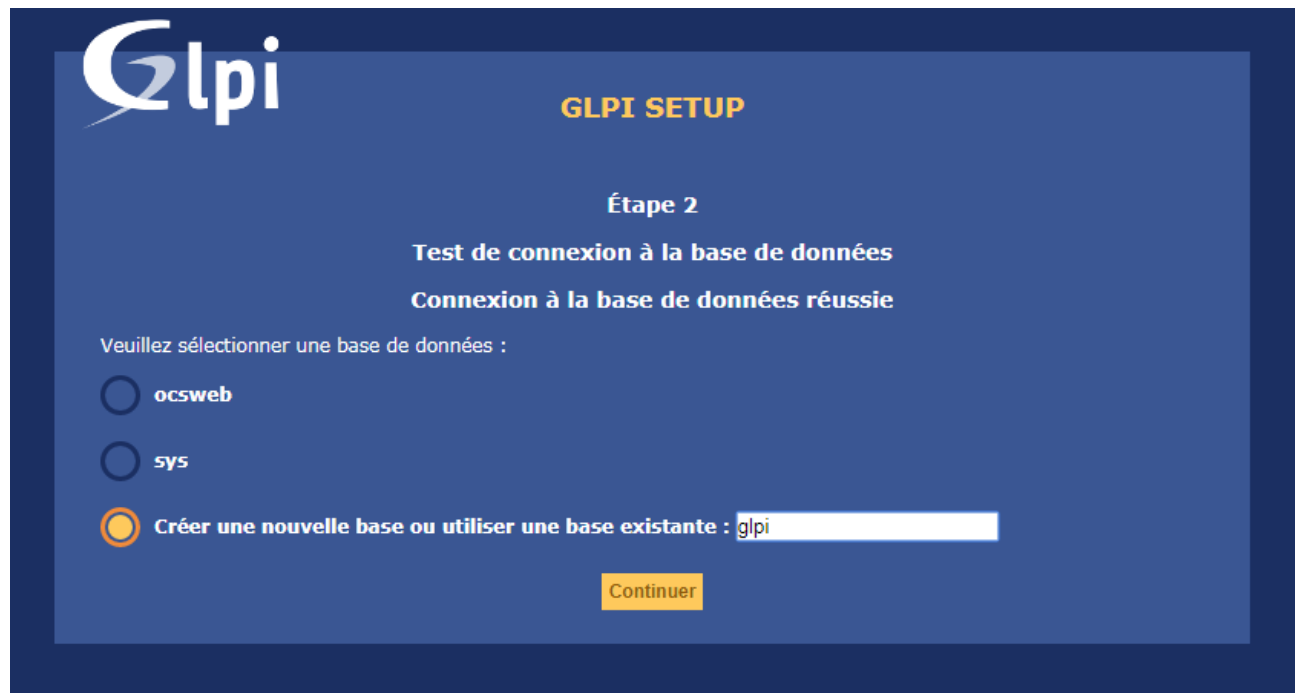 Glpi
GLPI SETUP
Étape 2
Test de connexion à la base de données
Connexion à la base de données réussie
Veuillez sélectionner une base de données :
ocsweb
sys
Créer une nouvelle base ou utiliser une base existante : glpi
Continuer